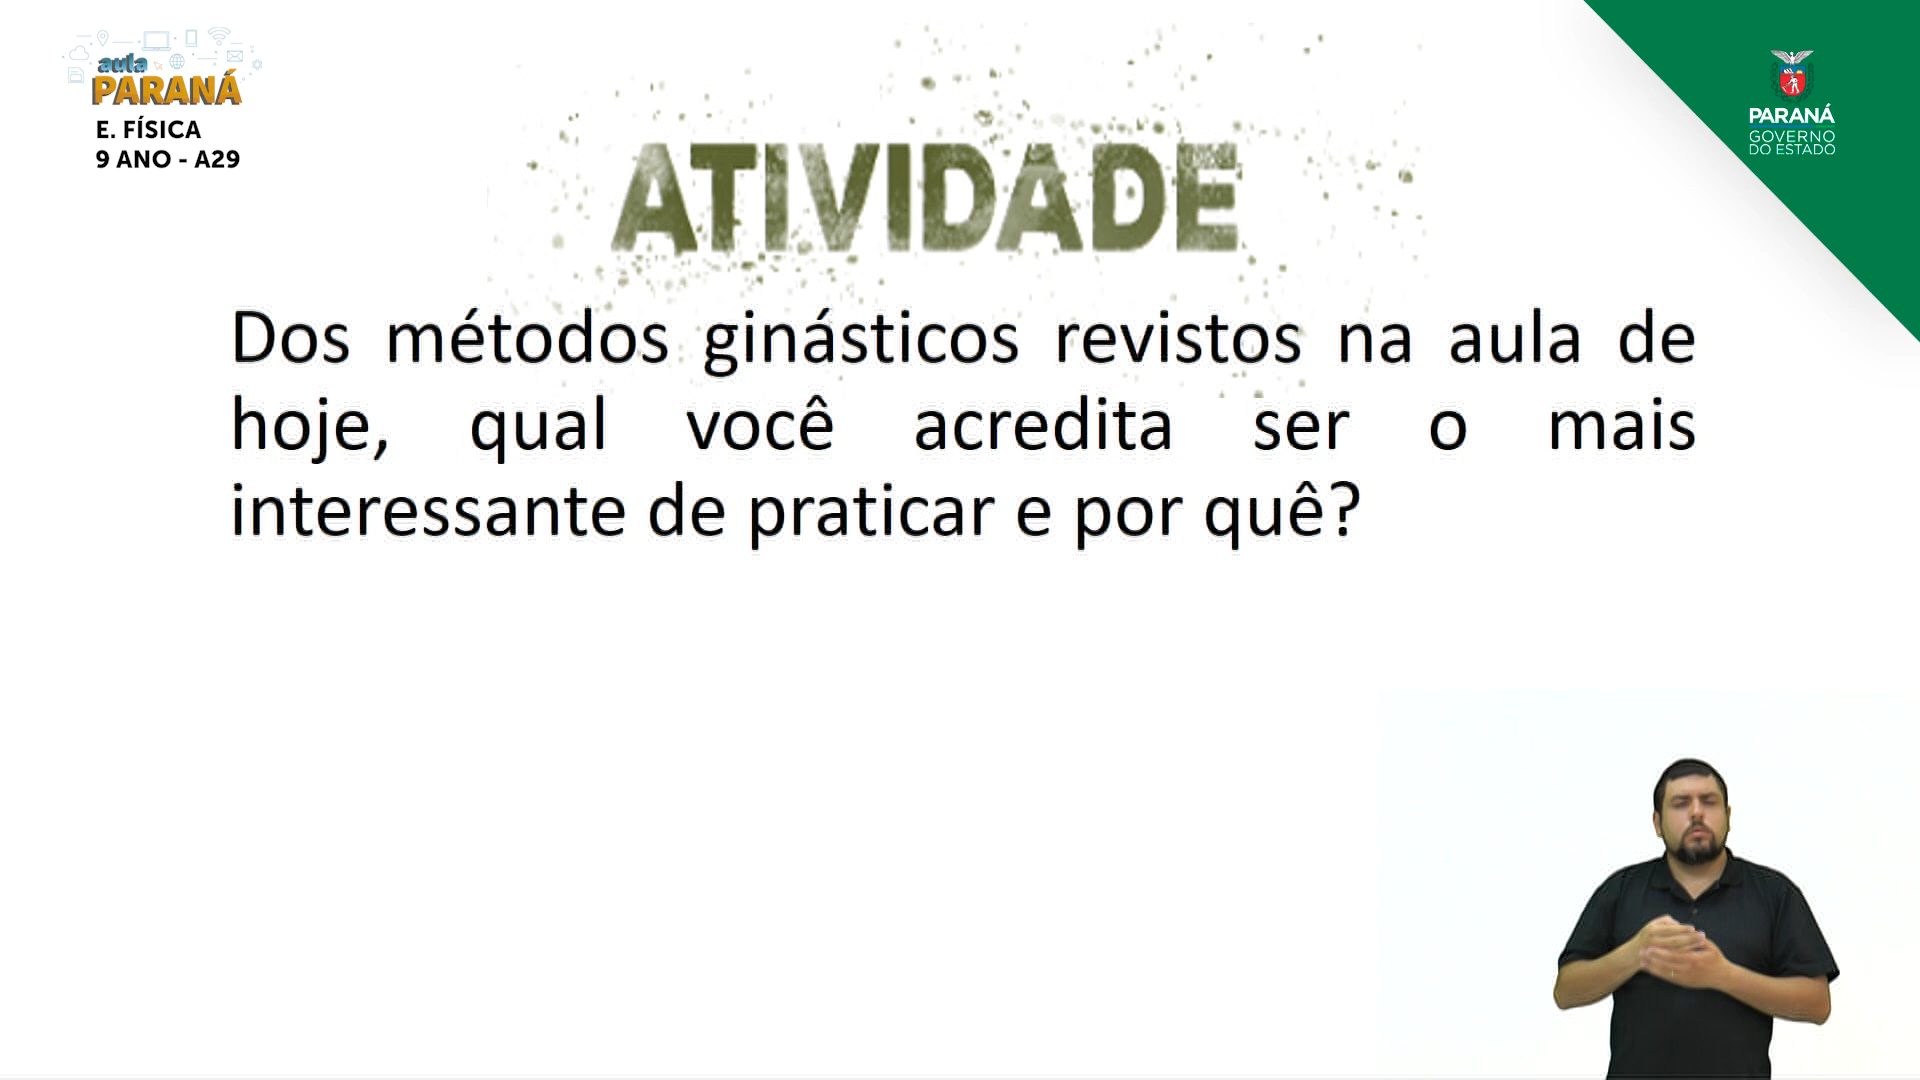 aula
PARANÁ
E. FÍSICA
9 ANO - A29
PARANÁ
GOVERNO
DO ESTADO
ATIVIDADE
Dos métodos ginásticos revistos na aula de
hoje, qual você acredita ser o mais
interessante de praticar e por quê?